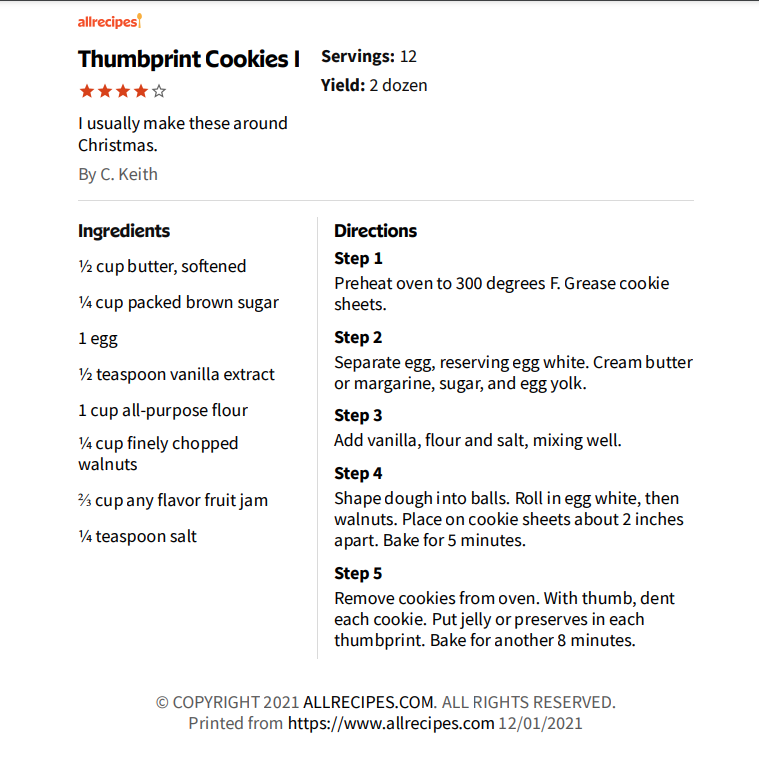 allrecipes!
Thumbprint Cookies I
I usually make these around
Christmas.
By C. Keith
Servings: 12
Yield: 2 dozen
Ingredients
½ cup butter, softened
¼ cup packed brown sugar
1 egg
½ teaspoon vanilla extract
1 cup all-purpose flour
¼ cup finely chopped
walnuts
⅔ cup any flavor fruit jam
¼ teaspoon salt
Directions
Step 1
Preheat oven to 300 degrees F. Grease cookie
sheets.
Step 2
Separate egg, reserving egg white. Cream butter
or margarine, sugar, and egg yolk.
Step 3
Add vanilla, flour and salt, mixing well.
Step 4
Shape dough into balls. Roll in egg white, then
walnuts. Place on cookie sheets about 2 inches
apart. Bake for 5 minutes.
Step 5
Remove cookies from oven. With thumb, dent
each cookie. Put jelly or preserves in each
thumbprint. Bake for another 8 minutes.
© COPYRIGHT 2021 ALLRECIPES.COM. ALL RIGHTS RESERVED.
Printed from https://www.allrecipes.com 12/01/2021